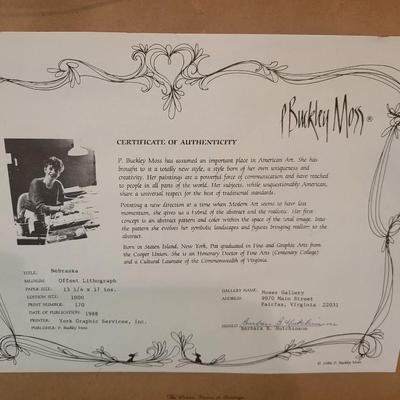 P. Buckley Moss ®
CERTIFICATE OF AUTHENTICITY
P. Buckley Moss has assumed an important place in American Art. She has
brought to it a totally new style, a style born of her own uniqueness and
creativity. Her paintings are a powerful force of communication and have reached
to people in all parts of the world. Her subjects, while unquestionably American,
share a universal respect for the best of traditional standards.
Pointing a new direction at a time when Modern Art seems to have lost
momentum, she gives us a hybrid of the abstract and the realistic. Her first
concept is an abstract pattern and color within the space of the total image. Into
the pattern she evolves her symbolic landscapes and figures bringing realism to the
abstract.
Born in Staten Island, New York, Pat graduated in Fine and Graphic Arts from
the Cooper Union. She is an Honorary Doctor of Fine Arts (Centenary College)
and a Cultural Laureate of the Commonwealth of Virginia.
TITLE: Nebraska
MEDIUM: Offset Lithograph
PAPER SIZE: 13 1/4 x 17 ins.
EDITION SIZE: 1000
PRINT NUMBER: 170
DATE OF PUBLICATION: 1988
PRINTER: York Graphic Services, Inc.
PUBLISHER: P. Buckley Moss
GALLERY NAME: Moser Gallery
ADDRESS: 9970 Main Street
Fairfax, Virginia 22031
SIGNED Barbara B. Hutchinson
Barbara B. Hutchinson
P. Buckley Moss